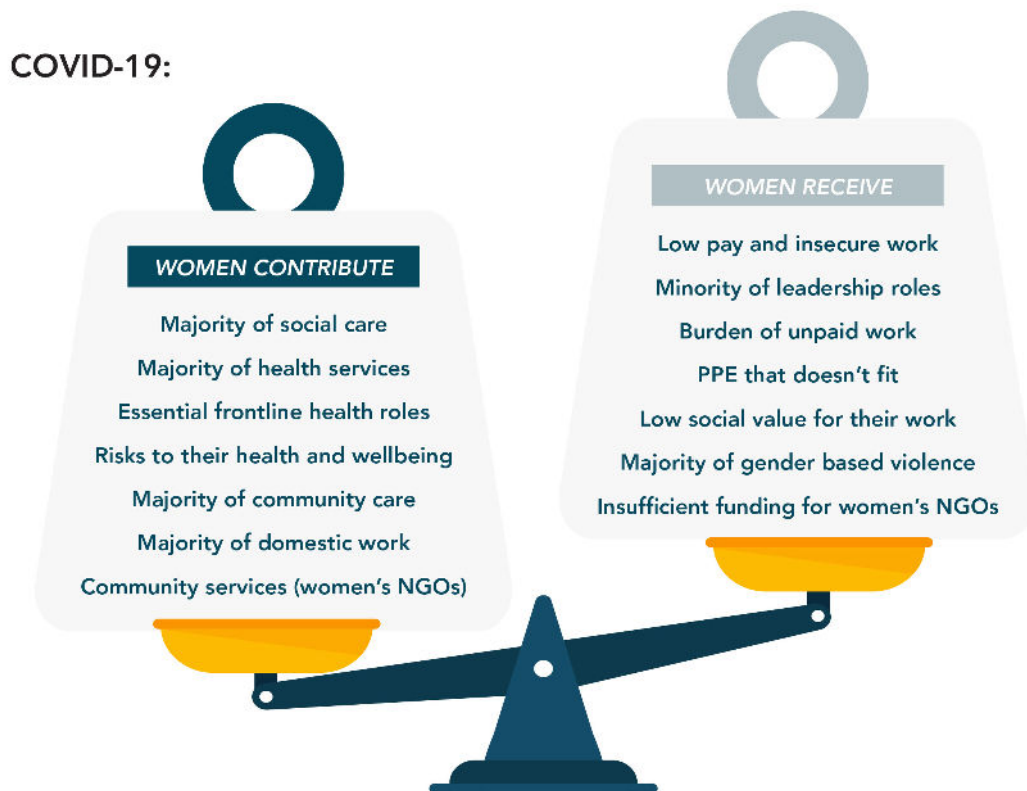 COVID-19:
WOMEN CONTRIBUTE
Majority of social care
Majority of health services
Essential frontline health roles
Risks to their health and wellbeing
Majority of community care
Majority of domestic work
Community services (women’s NGOs)
WOMEN RECEIVE
Low pay and insecure work
Minority of leadership roles
Burden of unpaid work
PPE that doesn’t fit
Low social value for their work
Majority of gender based violence
Insufficient funding for women’s NGOs